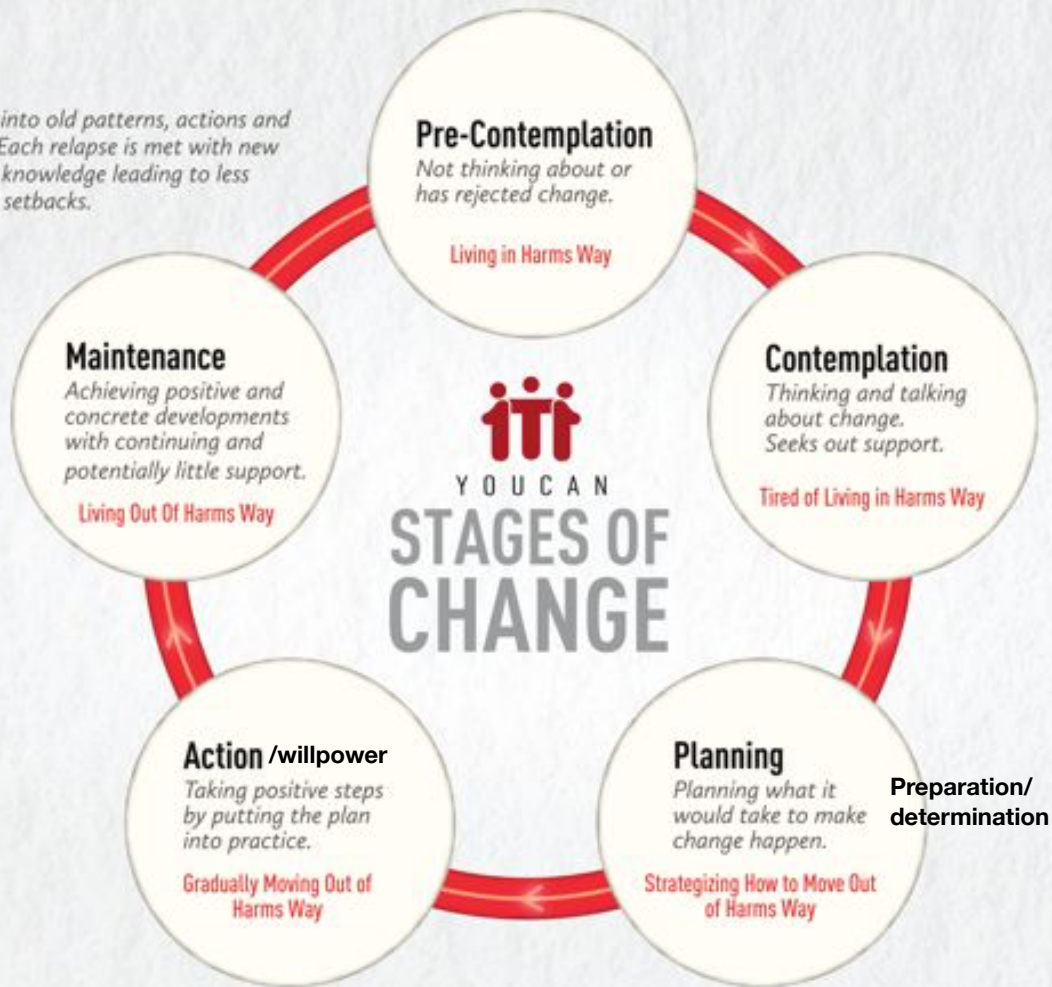 into old patterns, actions and
Each relapse is met with new
knowledge leading to less
setbacks.
Pre-Contemplation
Not thinking about or
has rejected change.
Living in Harms Way
Contemplation
Thinking and talking
about change.
Seeks out support.
Tired of Living in Harms Way
Planning
Planning what it
would take to make
change happen.
Strategizing How to Move Out
of Harms Way
Preparation/
determination
Action /willpower
Taking positive steps
by putting the plan
into practice.
Gradually Moving Out of
Harms Way
Maintenance
Achieving positive and
concrete developments
with continuing and
potentially little support.
Living Out Of Harms Way
YOUCAN
STAGES OF
CHANGE